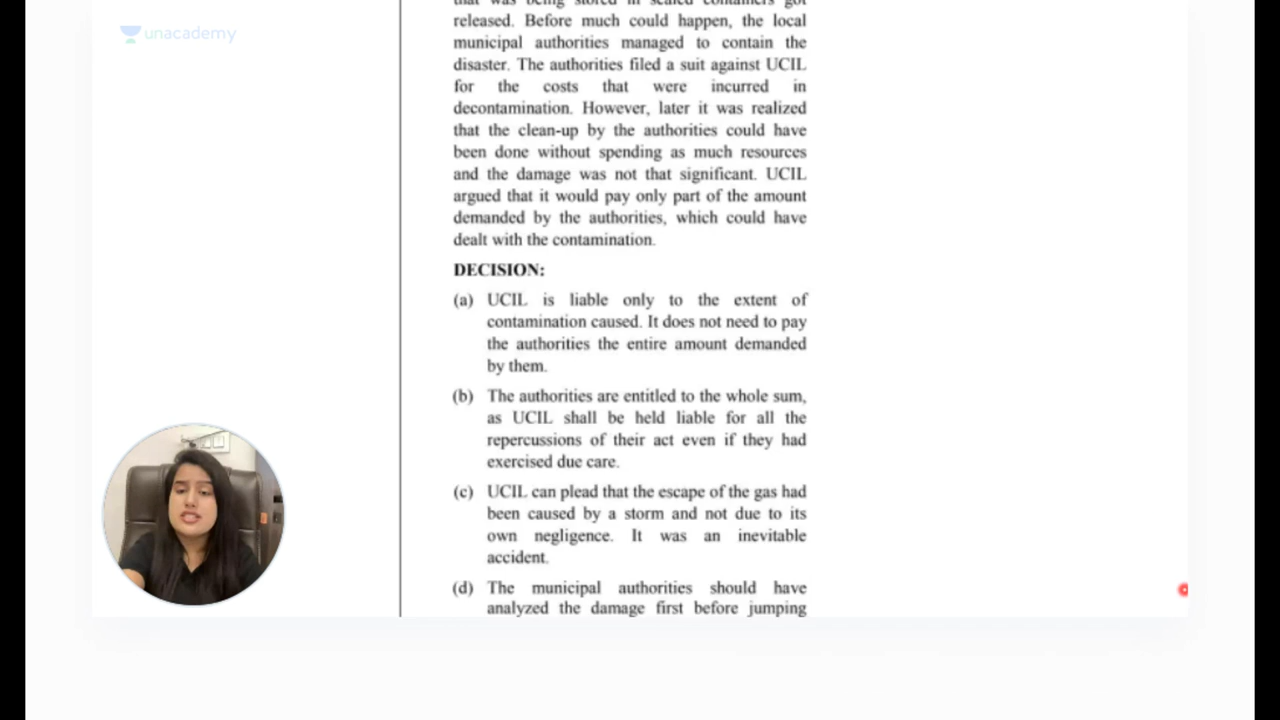 unacademy
that was being stored in sealed containers got
released. Before much could happen, the local
municipal authorities managed to contain the
disaster. The authorities filed a suit against UCIL
for the costs that were incurred in
decontamination. However, later it was realized
that the clean-up by the authorities could have
been done without spending as much resources
and the damage was not that significant. UCIL
argued that it would pay only part of the amount
demanded by the authorities, which could have
dealt with the contamination.
DECISION:
(a) UCIL is liable only to the extent of
contamination caused. It does not need to pay
the authorities the entire amount demanded
by them.
(b) The authorities are entitled to the whole sum,
as UCIL shall be held liable for all the
repercussions of their act even if they had
exercised due care.
(c) UCIL can plead that the escape of the gas had
been caused by a storm and not due to its
own negligence. It was an inevitable
accident.
(d) The municipal authorities should have
analyzed the damage first before jumping